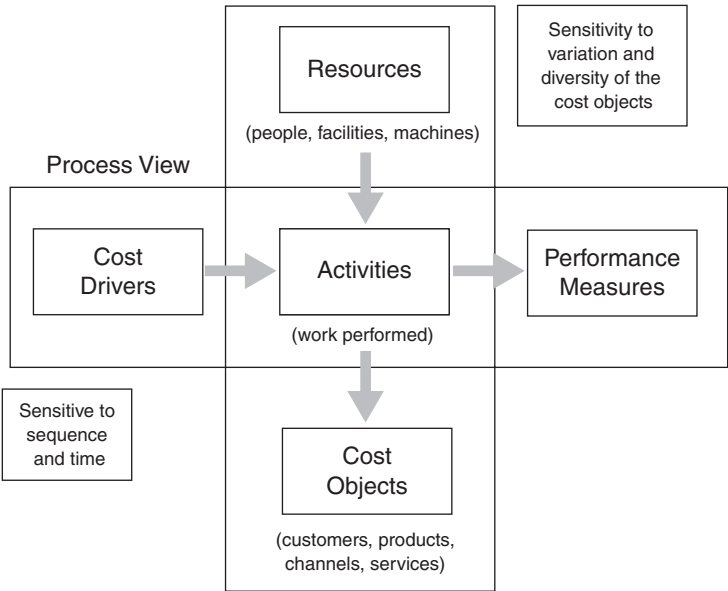 Resources
(people, facilities, machines)
Sensitivity to
variation and
diversity of the
cost objects
Process View
Cost
Drivers
Activities
(work performed)
Performance
Measures
Sensitive to
sequence
and time
Cost
Objects
(customers, products,
channels, services)